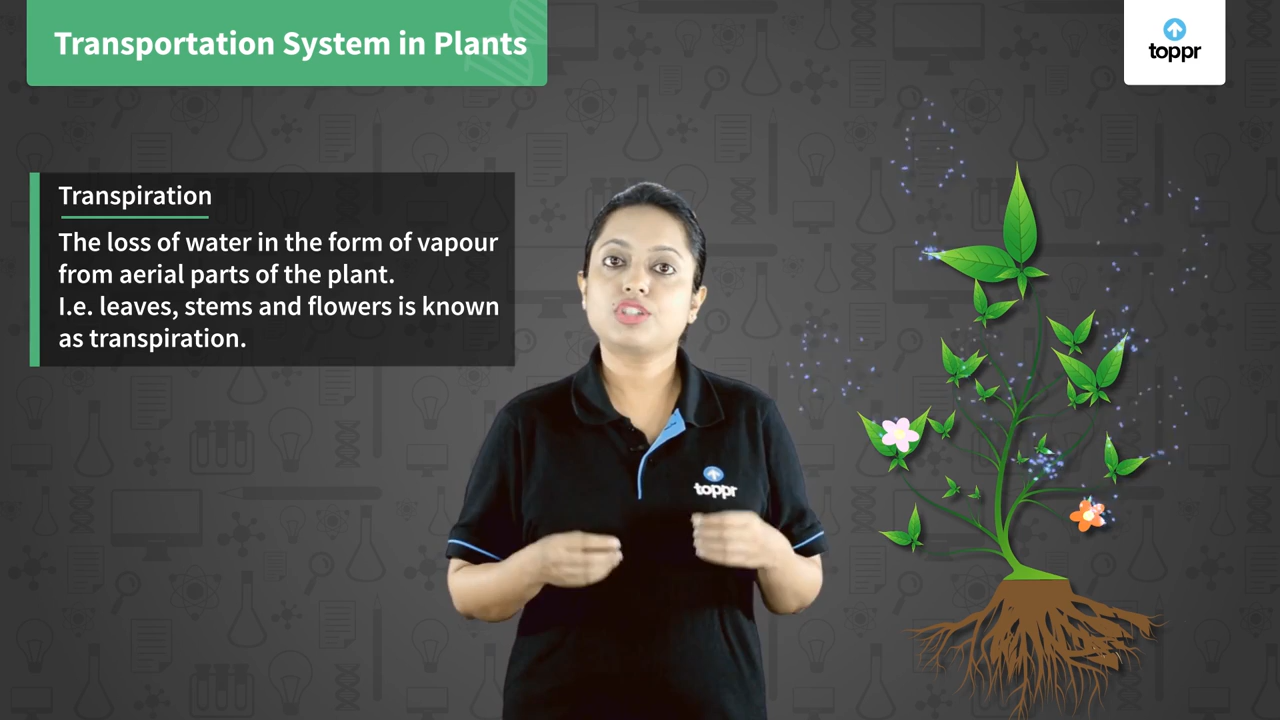 Transportation System in Plants
toppr
Transpiration
The loss of water in the form of vapour
from aerial parts of the plant.
I.e. leaves, stems and flowers is known
as transpiration.
toppr